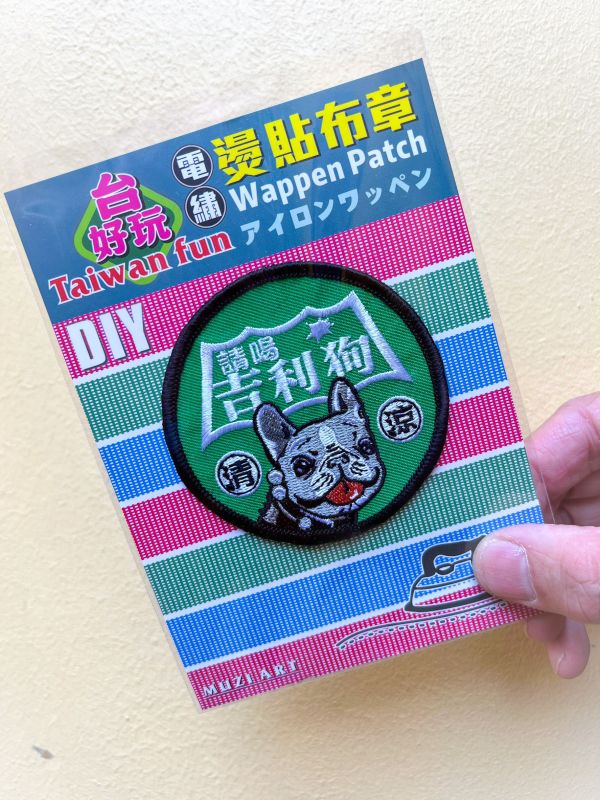 電繡
燙貼布章
Wappen Patch
アイロンワッペン
台
好玩
Taiwan fun
DIY
請喝
吉利狗
清
涼
MUZI ART